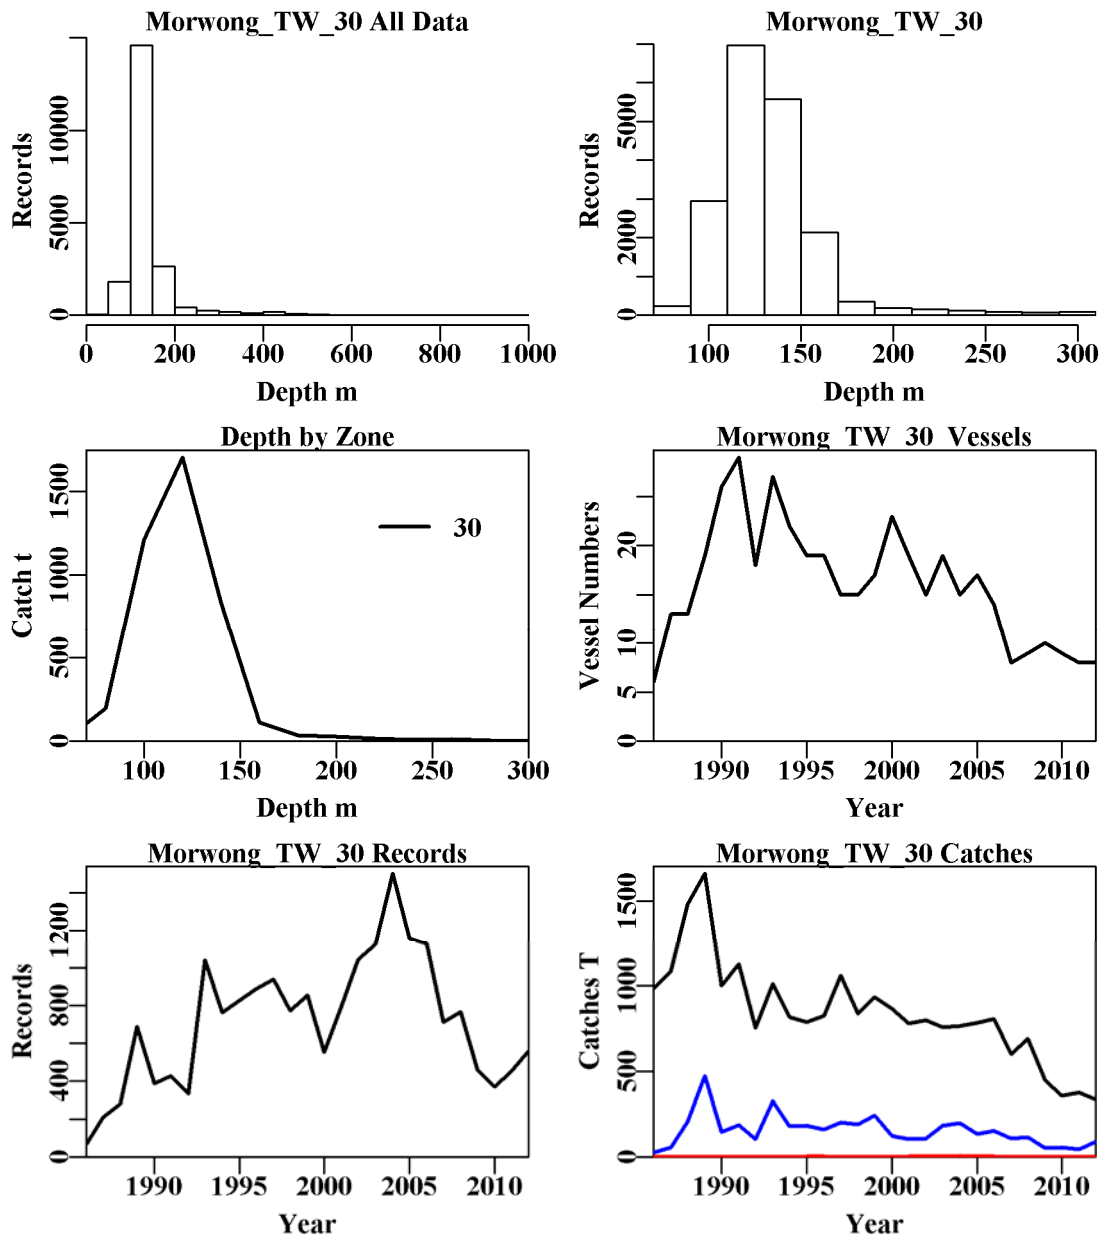 Morwong_TW_30 All Data
Records
0 5000 10000
0 200 400 600 800 1000
Depth m
Morwong_TW_30
Records
0 2000 5000
100 150 200 250 300
Depth m
Depth by Zone
Catch t
0 500 1000 1500
30
100 150 200 250 300
Depth m
Morwong_TW_30_Vessels
Vessel Numbers
0 5 10 20
1990 1995 2000 2005 2010
Year
Morwong_TW_30 Records
Records
0 400 800 1200
1990 1995 2000 2005 2010
Year
Morwong_TW_30 Catches
Catches T
0 500 1000 1500
1990 1995 2000 2005 2010
Year